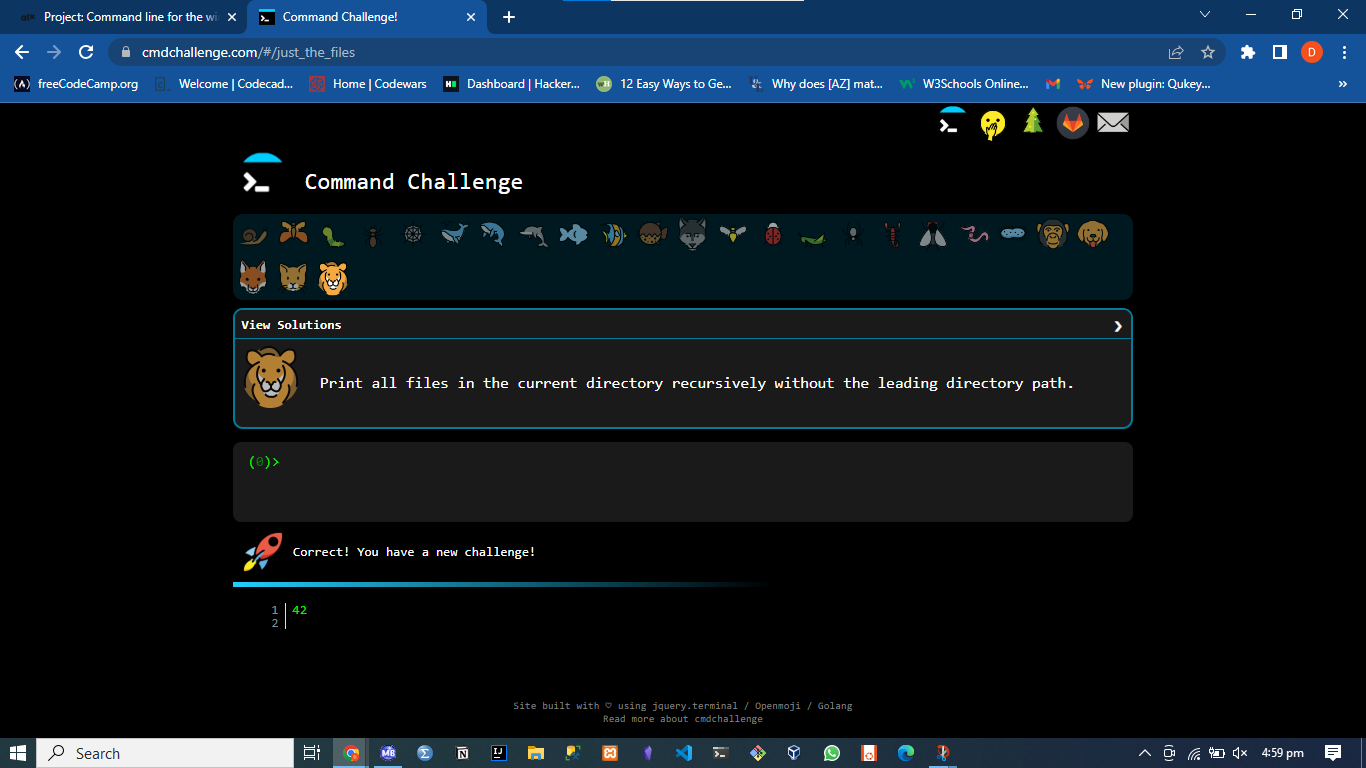 Project: Command line for the wi
Command Challenge!
cmdchallenge.com/#/just_the_files
D
freeCodeCamp.org
Welcome | Codecad...
Home | Codewars
Dashboard | Hacker...
12 Easy Ways to Ge...
Why does [AZ] mat...
W3Schools Online...
New plugin: Qukey...
Command Challenge
View Solutions
Print all files in the current directory recursively without the leading directory path.
(0)>
Correct! You have a new challenge!
1 42
2
Site built with ♡ using jquery.terminal / Openmoji / Golang
Read more about cmdchallenge
Search
4:59 pm